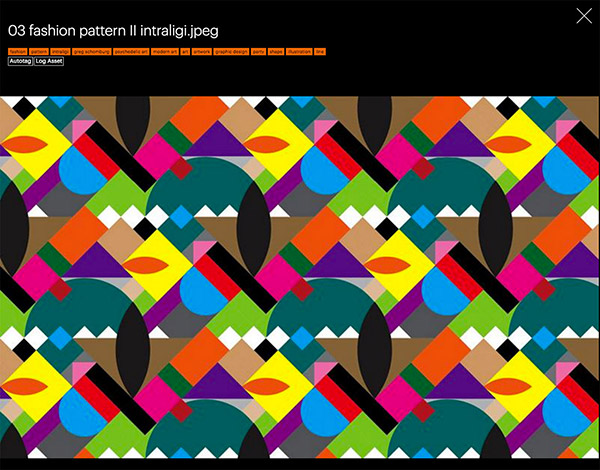 03 fashion pattern II intraligi.jpeg
fashion pattern intraligi greg schomburg psychedelic art modern art art artwork graphic design party shape illustration line
Autotag Log Asset